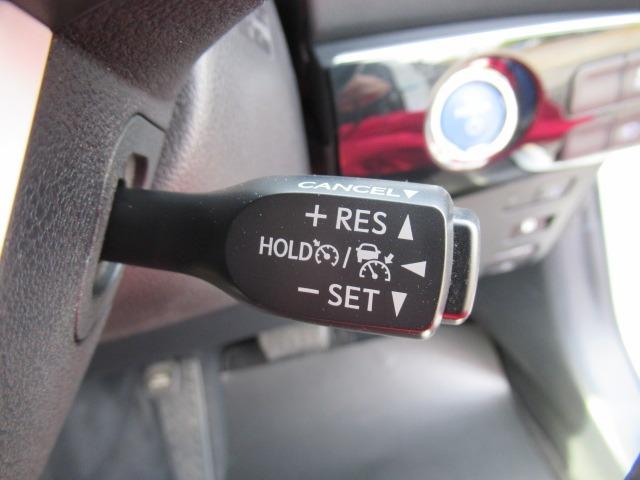 CANCEL▼
+ RES ▲
HOLD / ◀
− SET ▼